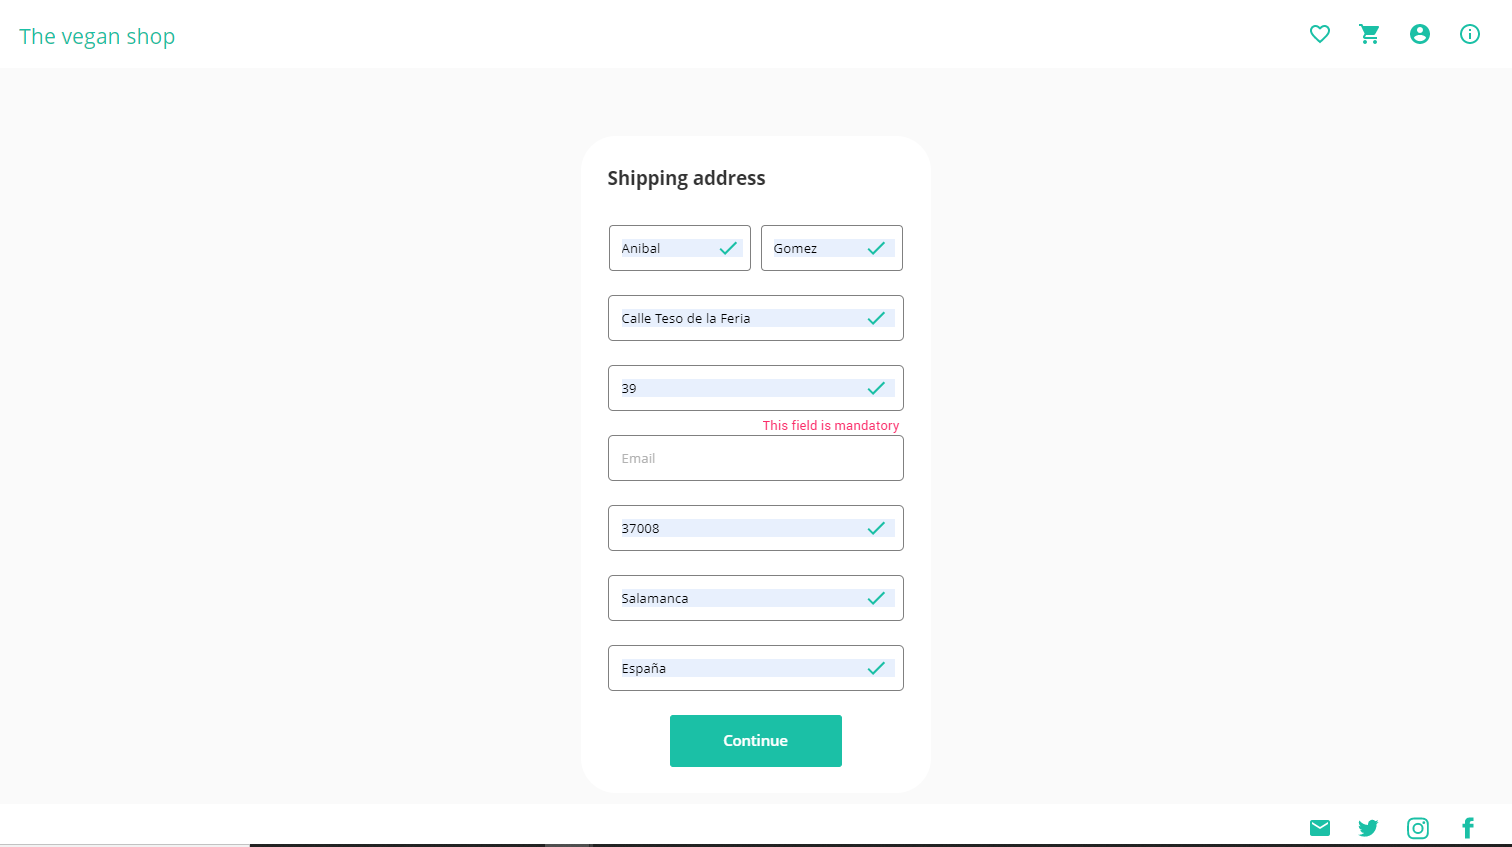 The vegan shop
Shipping address
Anibal
Gomez
Calle Teso de la Feria
39
This field is mandatory
Email
37008
Salamanca
España
Continue